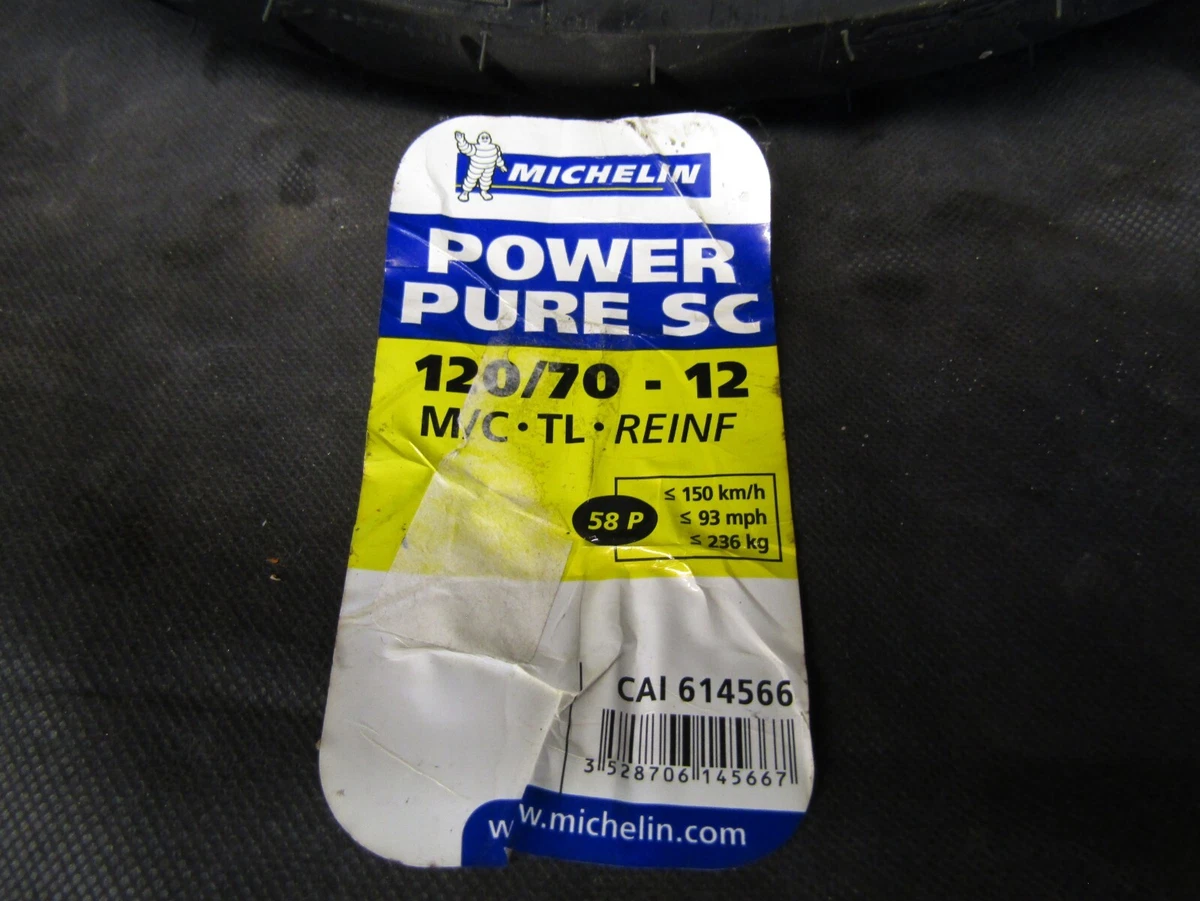 MICHELIN
POWER
PURE SC
120/70 - 12
M/C • TL • REINF
58 P
≤ 150 km/h
≤ 93 mph
≤ 236 kg
CAI 614566
3 528706 145667
w w.michelin.com